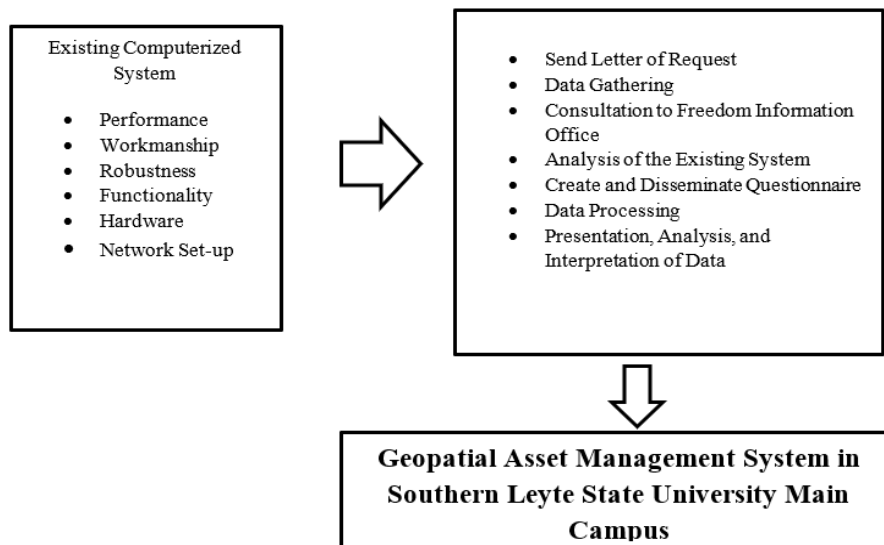 Existing Computerized
System
• Performance
• Workmanship
• Robustness
• Functionality
• Hardware
• Network Set-up
• Send Letter of Request
• Data Gathering
• Consultation to Freedom Information
Office
• Analysis of the Existing System
• Create and Disseminate Questionnaire
• Data Processing
• Presentation, Analysis, and
Interpretation of Data
Geopatial Asset Management System in
Southern Leyte State University Main
Campus